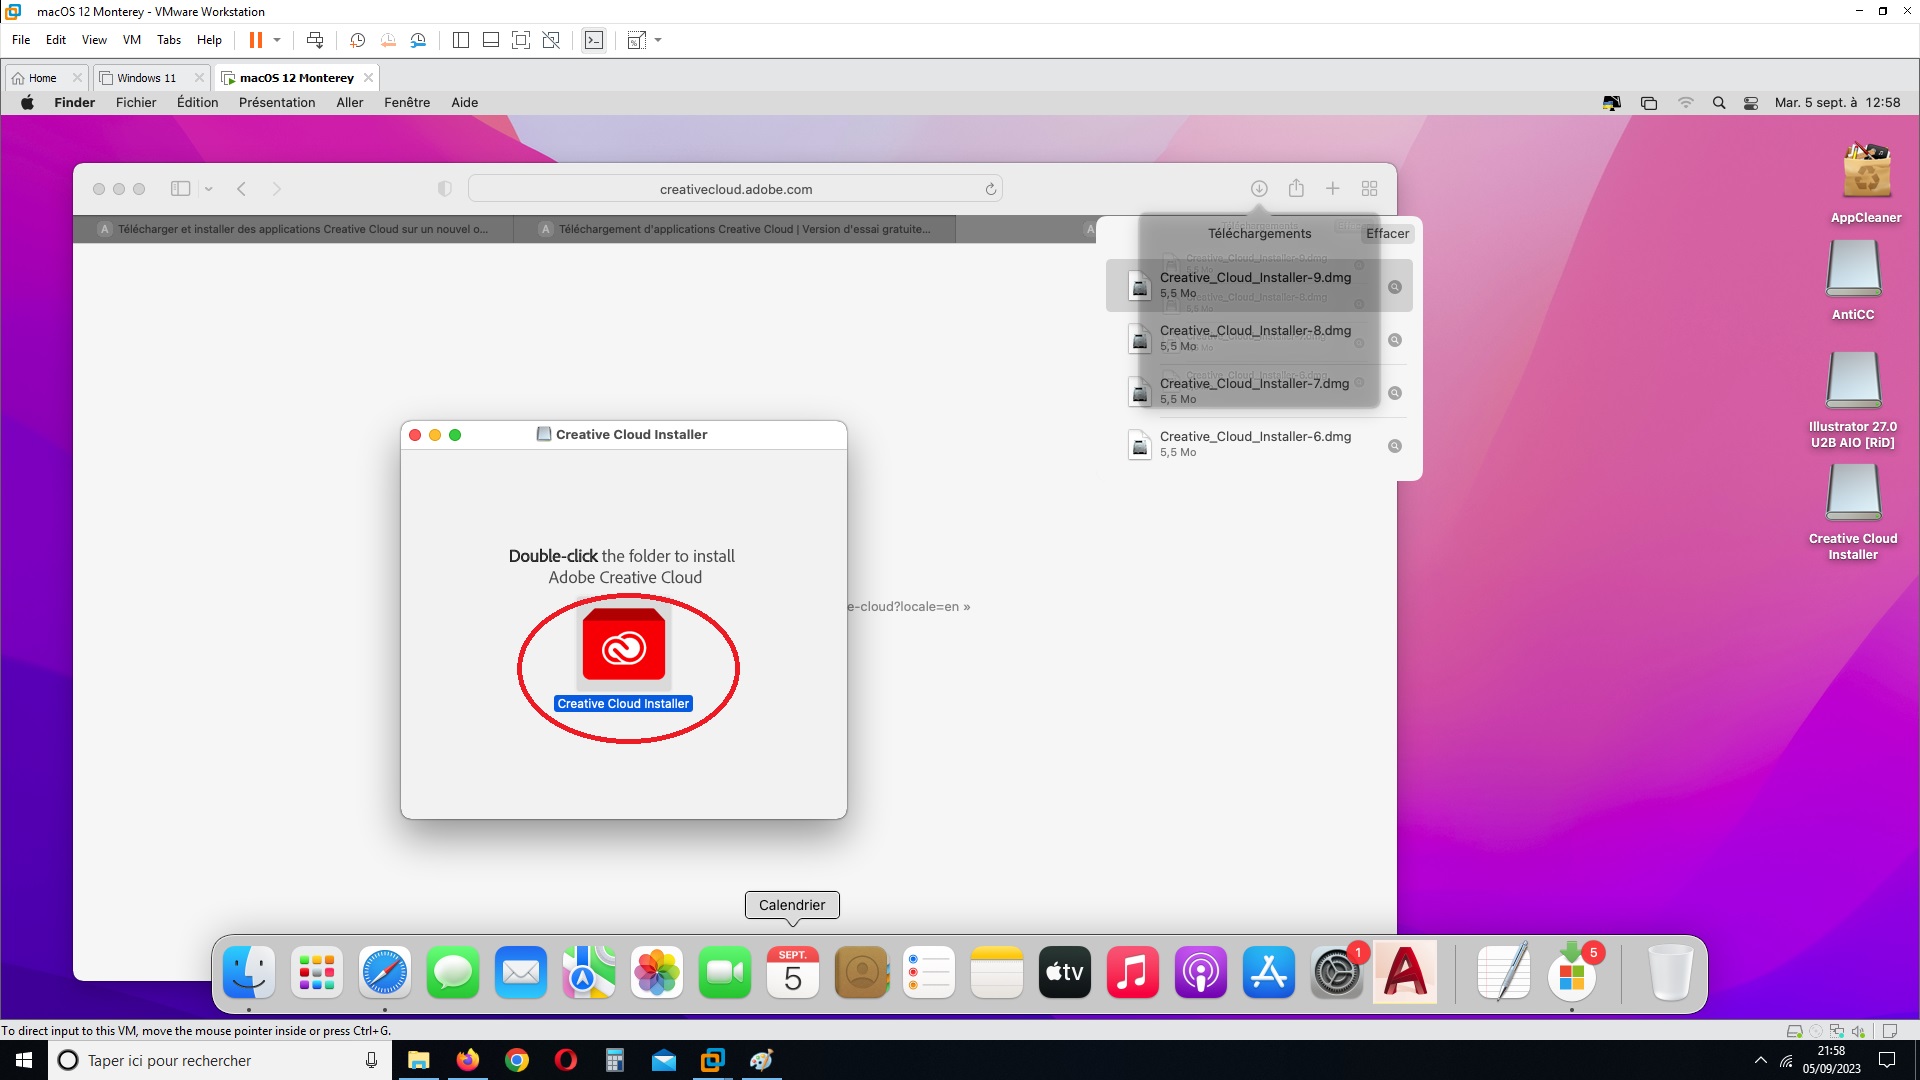 macOS 12 Monterey - VMware Workstation
File Edit View VM Tabs Help
Home Windows 11 macOS 12 Monterey
Finder Fichier Édition Présentation Aller Fenêtre Aide Mar. 5 sept. à 12:58
creativecloud.adobe.com
A Télécharger et installer des applications Creative Cloud sur un nouvel o...
A Téléchargement d'applications Creative Cloud | Version d'essai gratuite...
A
Téléchargements Effacer
Creative_Cloud_Installer-9.dmg
5,5 Mo
Creative_Cloud_Installer-8.dmg
5,5 Mo
Creative_Cloud_Installer-7.dmg
5,5 Mo
Creative_Cloud_Installer-6.dmg
5,5 Mo
AppCleaner
AntiCC
Illustrator 27.0
U2B AIO [RiD]
Creative Cloud
Installer
Creative Cloud Installer
Double-click the folder to install
Adobe Creative Cloud
Creative Cloud Installer
e-cloud?locale=en »
Calendrier
SEPT.
5
tv
1
5
To direct input to this VM, move the mouse pointer inside or press Ctrl+G.
Taper ici pour rechercher
21:58
05/09/2023